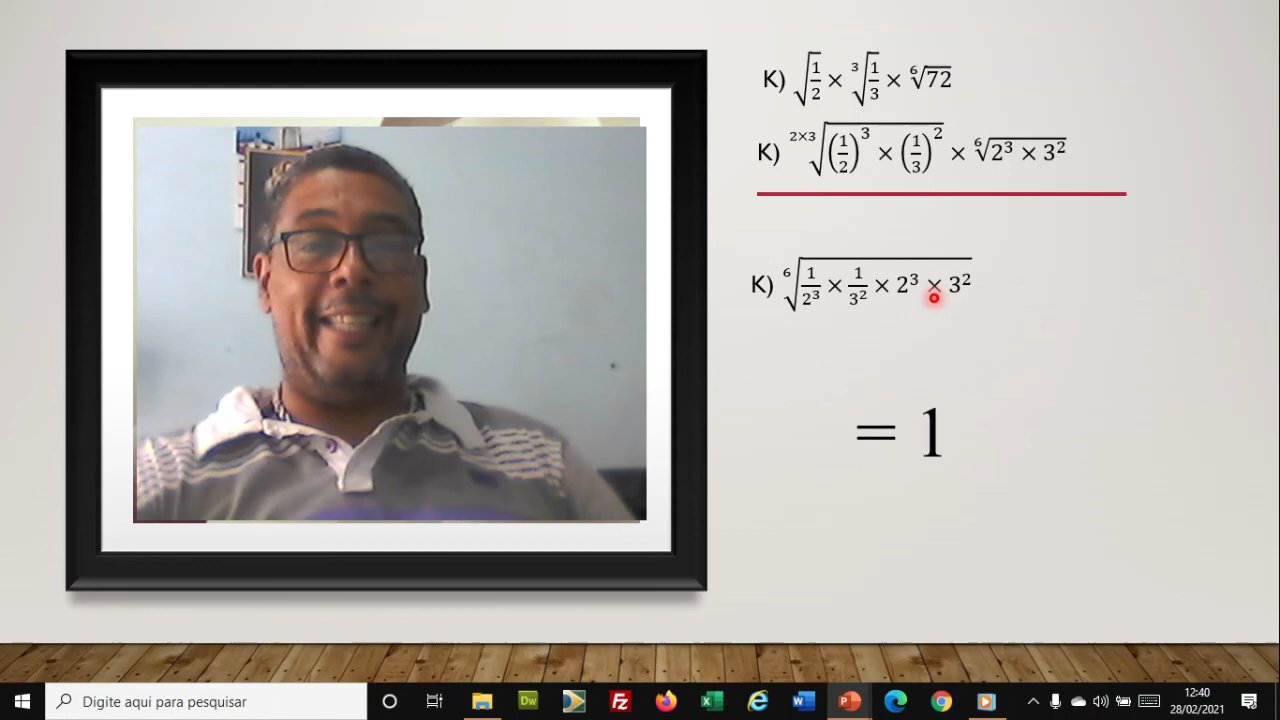 K) √(1/2) × ∛(1/3) × ⁶√72
K) ²ˣ³√((1/2)³ × (1/3)²) × ⁶√(2³ × 3²)
K) ⁶√(1/2³ × 1/3² × 2³ × 3²)
= 1
Digite aqui para pesquisar
12:40
28/02/2021